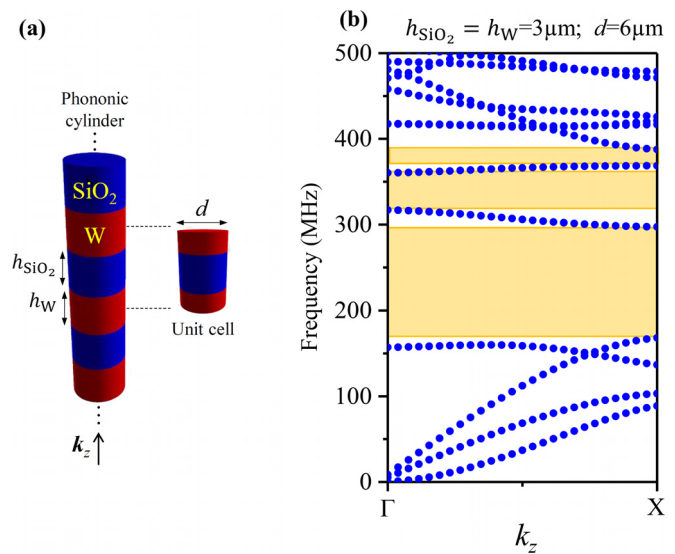 (a)
Phononic
cylinder
SiO₂
W
h_SiO₂
h_W
d
Unit cell
k_z
(b)
h_SiO₂ = h_W=3µm; d=6µm
Frequency (MHz)
500
400
300
200
100
0
Γ
X
k_z